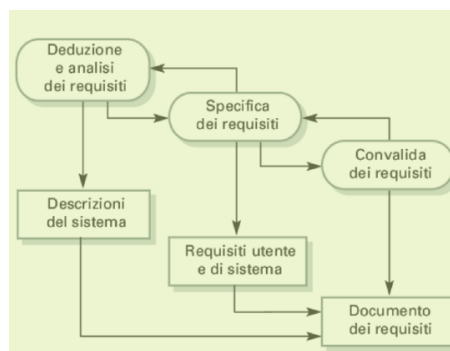 Deduzione
e analisi
dei requisiti
Specifica
dei requisiti
Convalida
dei requisiti
Descrizioni
del sistema
Requisiti utente
e di sistema
Documento
dei requisiti